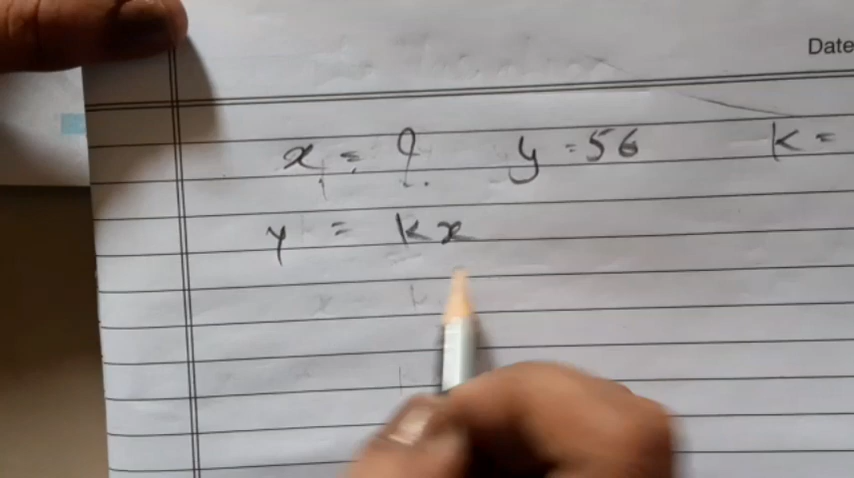 Date
x = ? y = 56 k =
y = kx